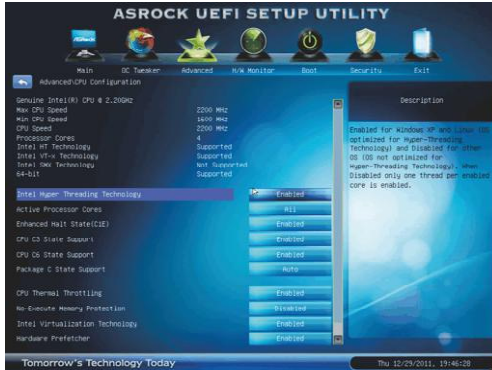 ASROCK UEFI SETUP UTILITY
ASRock
Main OC Tweaker Advanced H/W Monitor Boot Security Exit
Advanced\CPU Configuration
Description
Genuine Intel(R) CPU @ 2.20GHz
Max CPU Speed 2200 MHz
Min CPU Speed 1600 MHz
CPU Speed 2200 MHz
Processor Cores 4
Intel HT Technology Supported
Intel VT-x Technology Supported
Intel SMX Technology Not Supported
64-bit Supported
Enabled for Windows XP and Linux (OS
optimized for Hyper-Threading
Technology) and Disabled for other
OS (OS not optimized for
Hyper-Threading Technology). When
Disabled only one thread per enabled
core is enabled.
Intel Hyper Threading Technology Enabled
Active Processor Cores All
Enhanced Halt State(C1E) Enabled
CPU C3 State Support Enabled
CPU C6 State Support Enabled
Package C State Support Auto
CPU Thermal Throttling Enabled
No-Execute Memory Protection Disabled
Intel Virtualization Technology Enabled
Hardware Prefetcher Enabled
Tomorrow's Technology Today
Thu 12/29/2011, 19:46:28